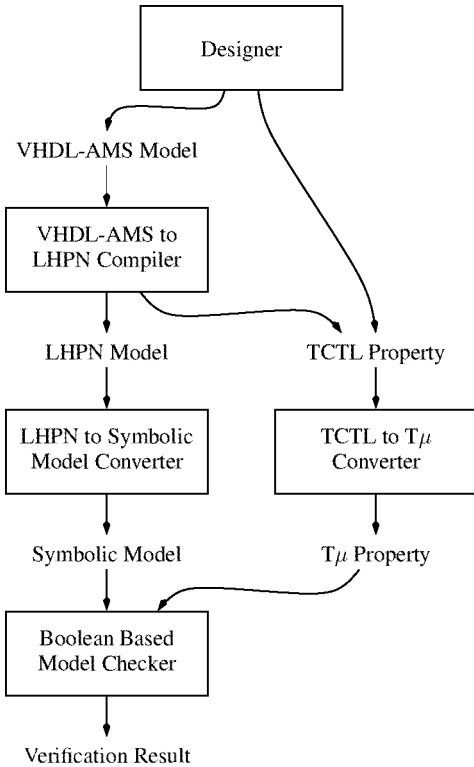 Designer
VHDL-AMS Model
VHDL-AMS to
LHPN Compiler
LHPN Model
TCTL Property
LHPN to Symbolic
Model Converter
TCTL to Tμ
Converter
Symbolic Model
Tμ Property
Boolean Based
Model Checker
Verification Result